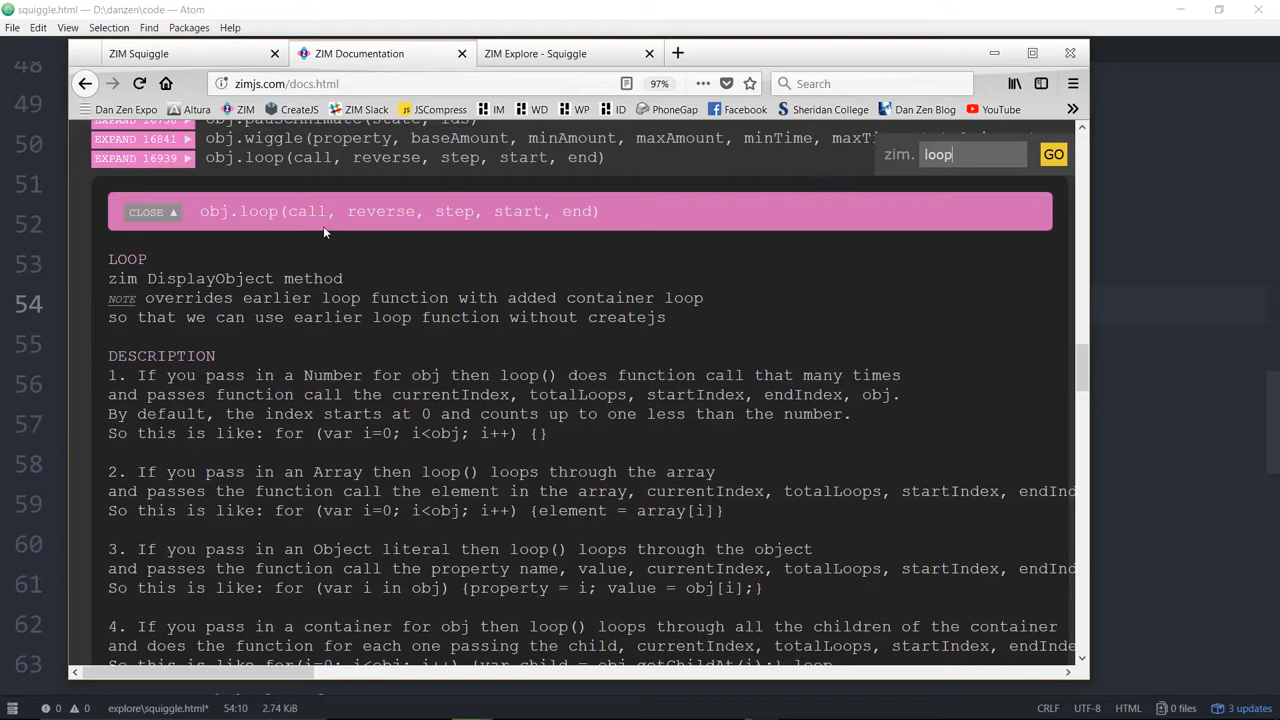 squiggle.html — D:\danzen\code — Atom
File Edit View Selection Find Packages Help
ZIM Squiggle × ZIM Documentation × ZIM Explore - Squiggle × +
zimjs.com/docs.html 97% Search
Dan Zen Expo Altura ZIM CreateJS ZIM Slack JSCompress IM WD WP ID PhoneGap Facebook Sheridan College Dan Zen Blog YouTube
EXPAND 16841 ▶ obj.wiggle(property, baseAmount, minAmount, maxAmount, minTime,
EXPAND 16939 ▶ obj.loop(call, reverse, step, start, end)
zim. loop GO
CLOSE ▲ obj.loop(call, reverse, step, start, end)
LOOP
zim DisplayObject method
NOTE overrides earlier loop function with added container loop
so that we can use earlier loop function without createjs
DESCRIPTION
1. If you pass in a Number for obj then loop() does function call that many times
and passes function call the currentIndex, totalLoops, startIndex, endIndex, obj.
By default, the index starts at 0 and counts up to one less than the number.
So this is like: for (var i=0; i<obj; i++) {}
2. If you pass in an Array then loop() loops through the array
and passes the function call the element in the array, currentIndex, totalLoops, startIndex, endInd
So this is like: for (var i=0; i<obj; i++) {element = array[i]}
3. If you pass in an Object literal then loop() loops through the object
and passes the function call the property name, value, currentIndex, totalLoops, startIndex, endInd
So this is like: for (var i in obj) {property = i; value = obj[i];}
4. If you pass in a container for obj then loop() loops through all the children of the container
and does the function for each one passing the child, currentIndex, totalLoops, startIndex, endInde
So this is like for(i=0; i<obj; i++) {var child = obj.getChildAt(i);} loop
48
49
50
51
52
53
54
55
56
57
58
59
60
61
62
63
0 0 explore\squiggle.html* 54:10 2.74 KiB CRLF UTF-8 HTML 0 files 3 updates